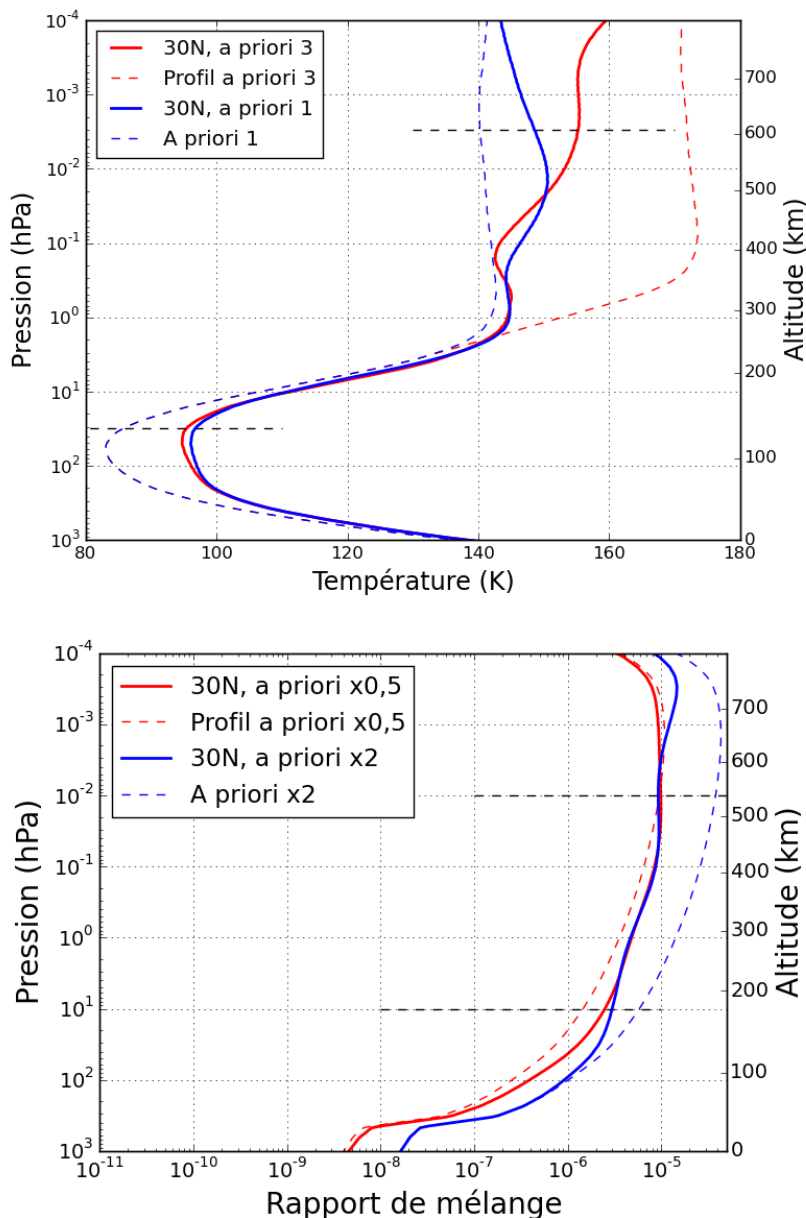 10⁻⁴
10⁻³
10⁻²
10⁻¹
10⁰
10¹
10²
10³
Pression (hPa)
30N, a priori 3
Profil a priori 3
30N, a priori 1
A priori 1
700
600
500
400
300
200
100
0
Altitude (km)
80 100 120 140 160 180
Température (K)
10⁻⁴
10⁻³
10⁻²
10⁻¹
10⁰
10¹
10²
10³
Pression (hPa)
30N, a priori x0,5
Profil a priori x0,5
30N, a priori x2
A priori x2
700
600
500
400
300
200
100
0
Altitude (km)
10⁻¹¹ 10⁻¹⁰ 10⁻⁹ 10⁻⁸ 10⁻⁷ 10⁻⁶ 10⁻⁵
Rapport de mélange